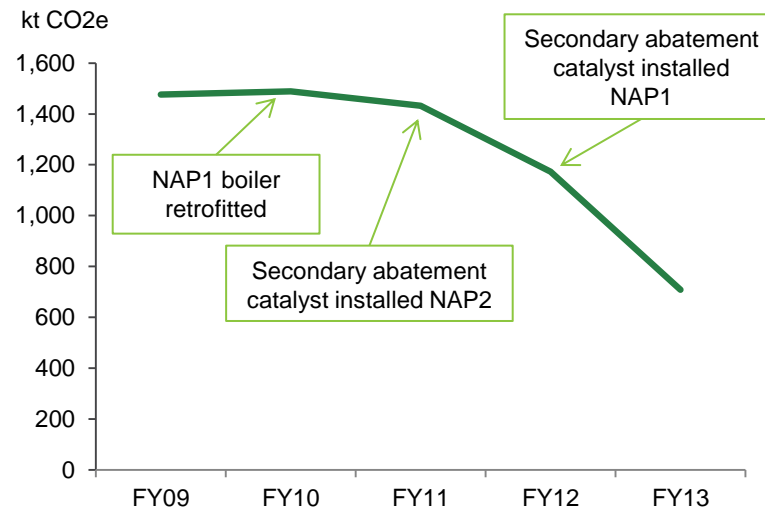 kt CO2e
1,600
1,400
1,200
1,000
800
600
400
200
0
FY09
FY10
FY11
FY12
FY13
NAP1 boiler
retrofitted
Secondary abatement
catalyst installed NAP2
Secondary abatement
catalyst installed
NAP1